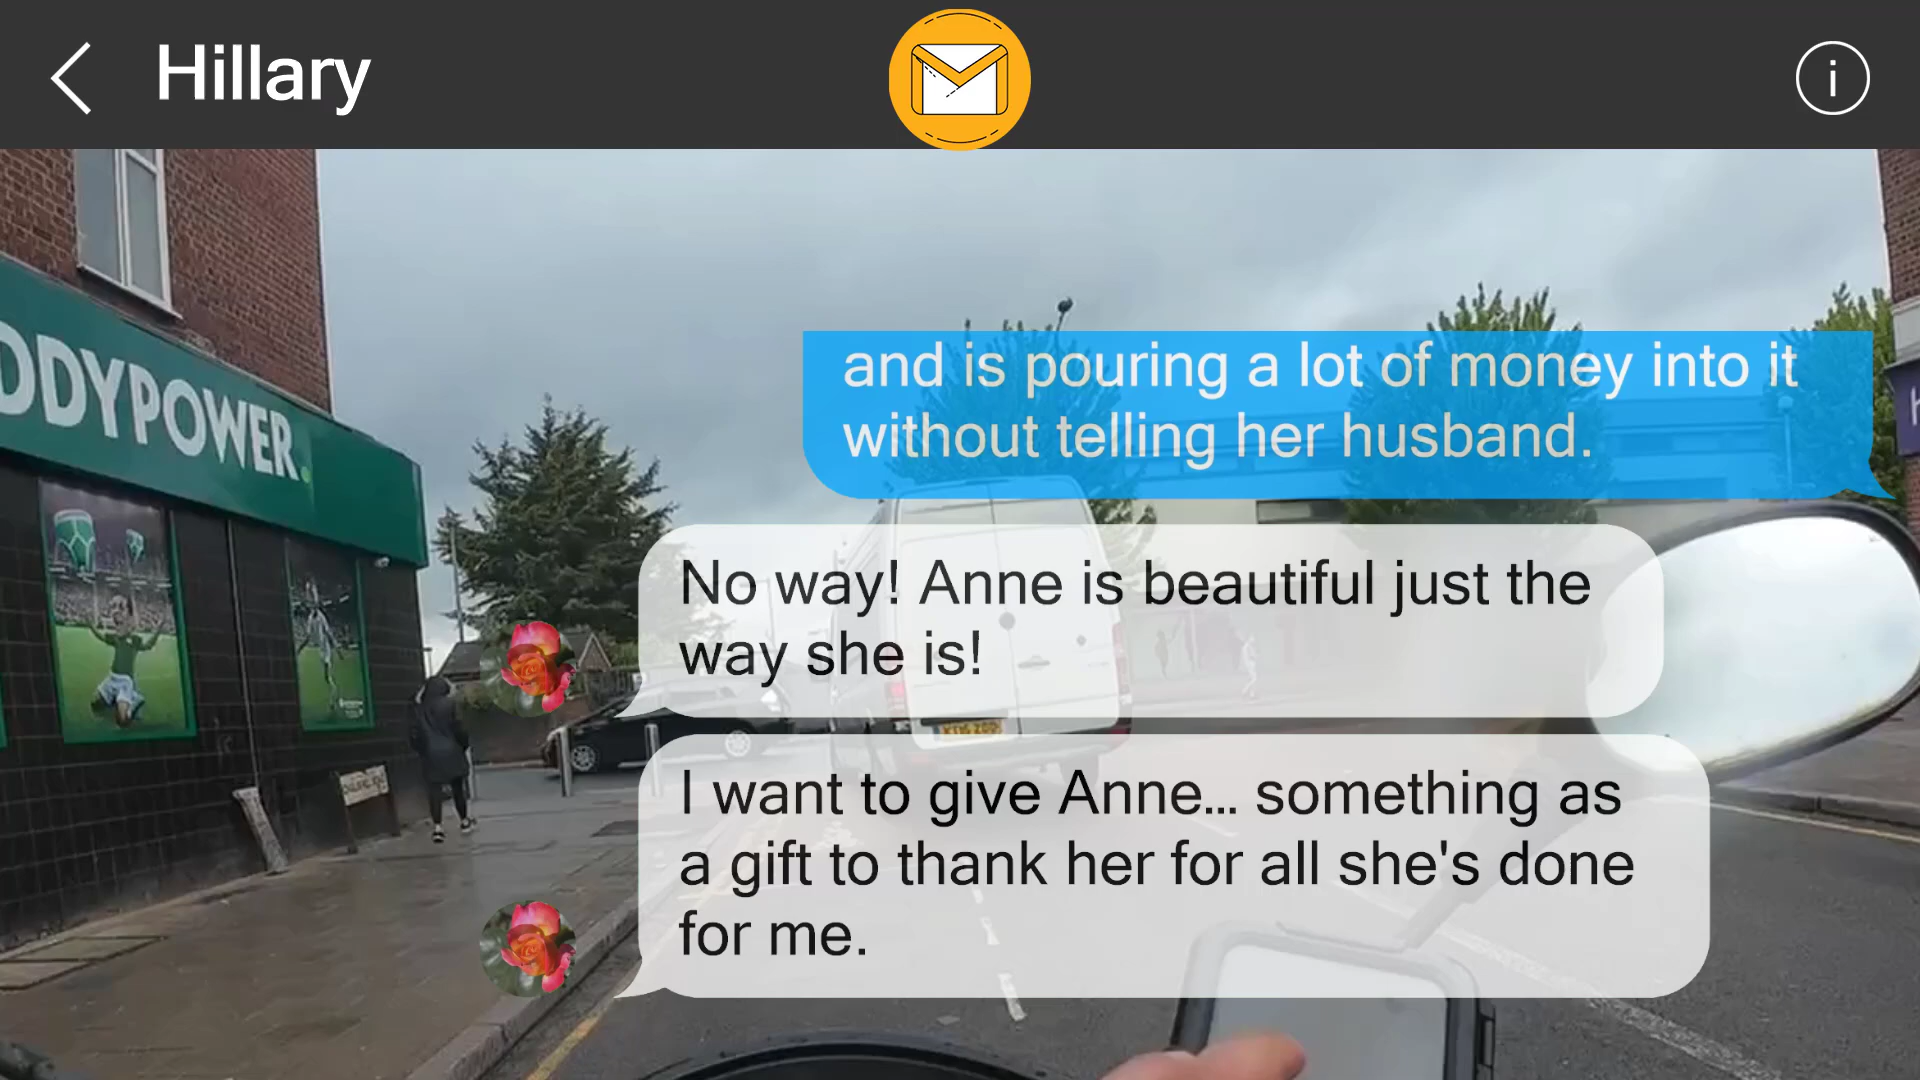 Hillary
i
and is pouring a lot of money into it
without telling her husband.
DDYPOWER.
No way! Anne is beautiful just the
way she is!
I want to give Anne... something as
a gift to thank her for all she's done
for me.